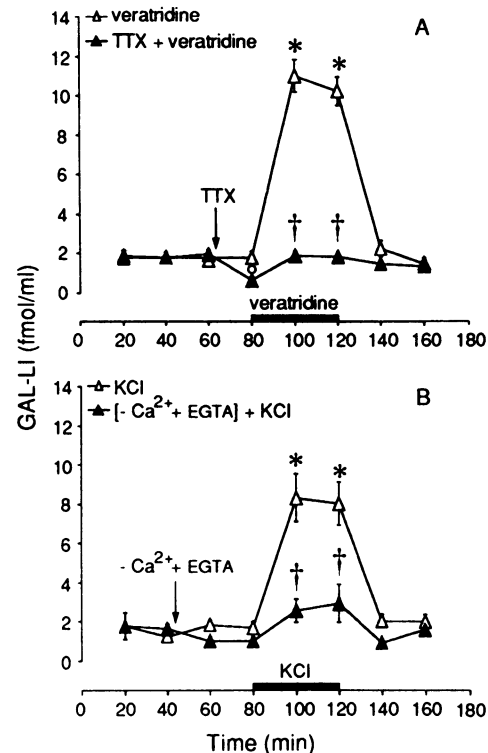 veratridine
TTX + veratridine
A
14
12
10
8
6
4
2
0
* *
TTX
† †
°
veratridine
0 20 40 60 80 100 120 140 160 180
GAL-LI (fmol/ml)
KCl
[- Ca²⁺+ EGTA] + KCl
B
14
12
10
8
6
4
2
0
* *
- Ca²⁺+ EGTA
† †
KCl
0 20 40 60 80 100 120 140 160 180
Time (min)